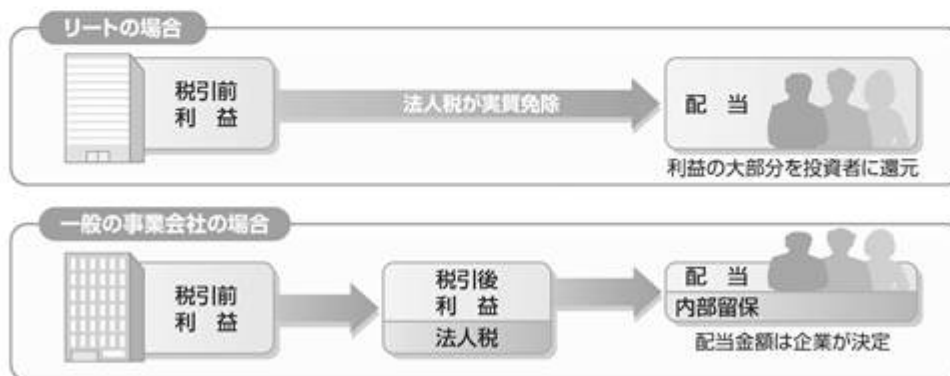 リートの場合
税引前
利 益
法人税が実質免除
配 当
利益の大部分を投資者に還元
一般の事業会社の場合
税引前
利 益
税引後
利 益
法人税
配 当
内部留保
配当金額は企業が決定